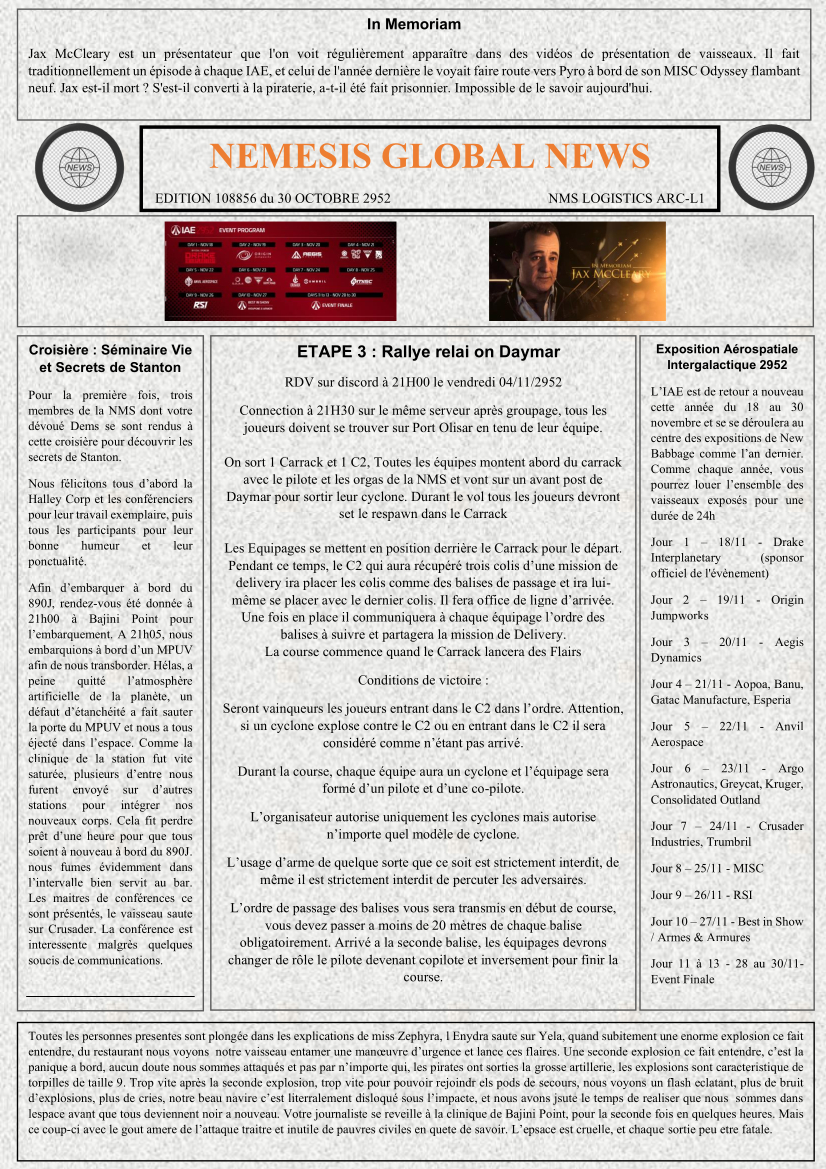 In Memoriam
Jax McCleary est un présentateur que l'on voit régulièrement apparaître dans des vidéos de présentation de vaisseaux. Il fait
traditionnellement un épisode à chaque IAE, et celui de l'année dernière le voyait faire route vers Pyro à bord de son MISC Odyssey flambant
neuf. Jax est-il mort ? S'est-il converti à la piraterie, a-t-il été fait prisonnier. Impossible de le savoir aujourd'hui.
NEWS
NEMESIS GLOBAL NEWS
NEWS
EDITION 108856 du 30 OCTOBRE 2952
NMS LOGISTICS ARC-L1
IAE EVENT PROGRAM
DAY 1 - NOV 18
DAY 2 - NOV 19
DAY 3 - NOV 20
DAY 4 - NOV 21
ORIGIN
AEGIS
DAY 5 - NOV 22
DAY 6 - NOV 23
DAY 7 - NOV 24
DAY 8 - NOV 25
MISC
DAY 9 - NOV 26
DAY 10 - NOV 27
DAYS 11 to 13 - NOV 28 to 30
RSI
BEST IN SHOW
EVENT FINALE
IN MEMORIAM
JAX MCCLEARY
Croisière : Séminaire Vie
et Secrets de Stanton
Pour la première fois, trois
membres de la NMS dont votre
dévoué Dems se sont rendus à
cette croisière pour découvrir les
secrets de Stanton.
Nous félicitons tous d’abord la
Halley Corp et les conférenciers
pour leur travail exemplaire, puis
tous les participants pour leur
bonne humeur et leur
ponctualité.
Afin d’embarquer à bord du
890J, rendez-vous été donnée à
21h00 à Bajini Point pour
l’embarquement. A 21h05, nous
embarquions à bord d’un MPUV
afin de nous transborder. Hélas, a
peine quitté l’atmosphère
artificielle de la planète, un
défaut d’étanchéité a fait sauter
la porte du MPUV et nous a tous
éjecté dans l’espace. Comme la
clinique de la station fut vite
saturée, plusieurs d’entre nous
furent envoyé sur d’autres
stations pour intégrer nos
nouveaux corps. Cela fit perdre
prêt d’une heure pour que tous
soient à nouveau à bord du 890J.
nous fumes évidemment dans
l’intervalle bien servit au bar.
Les maitres de conférences ce
sont présentés, le vaisseau saute
sur Crusader. La conférence est
interessente malgrès quelques
soucis de communications.
ETAPE 3 : Rallye relai on Daymar
RDV sur discord à 21H00 le vendredi 04/11/2952
Connection à 21H30 sur le même serveur après groupage, tous les
joueurs doivent se trouver sur Port Olisar en tenu de leur équipe.
On sort 1 Carrack et 1 C2, Toutes les équipes montent abord du carrack
avec le pilote et les orgas de la NMS et vont sur un avant post de
Daymar pour sortir leur cyclone. Durant le vol tous les joueurs devront
set le respawn dans le Carrack
Les Equipages se mettent en position derrière le Carrack pour le départ.
Pendant ce temps, le C2 qui aura récupéré trois colis d’une mission de
delivery ira placer les colis comme des balises de passage et ira lui-
même se placer avec le dernier colis. Il fera office de ligne d’arrivée.
Une fois en place il communiquera à chaque équipage l’ordre des
balises à suivre et partagera la mission de Delivery.
La course commence quand le Carrack lancera des Flairs
Conditions de victoire :
Seront vainqueurs les joueurs entrant dans le C2 dans l’ordre. Attention,
si un cyclone explose contre le C2 ou en entrant dans le C2 il sera
considéré comme n’étant pas arrivé.
Durant la course, chaque équipe aura un cyclone et l’équipage sera
formé d’un pilote et d’une co-pilote.
L’organisateur autorise uniquement les cyclones mais autorise
n’importe quel modèle de cyclone.
L’usage d’arme de quelque sorte que ce soit est strictement interdit, de
même il est strictement interdit de percuter les adversaires.
L’ordre de passage des balises vous sera transmis en début de course,
vous devez passer a moins de 20 mètres de chaque balise
obligatoirement. Arrivé a la seconde balise, les équipages devrons
changer de rôle le pilote devenant copilote et inversement pour finir la
course.
Exposition Aérospatiale
Intergalactique 2952
L’IAE est de retour a nouveau
cette année du 18 au 30
novembre et se se déroulera au
centre des expositions de New
Babbage comme l’an dernier.
Comme chaque année, vous
pourrez louer l’ensemble des
vaisseaux exposés pour une
durée de 24h
Jour 1 – 18/11 - Drake
Interplanetary (sponsor
officiel de l'évènement)
Jour 2 – 19/11 - Origin
Jumpworks
Jour 3 – 20/11 - Aegis
Dynamics
Jour 4 – 21/11 - Aopoa, Banu,
Gatac Manufacture, Esperia
Jour 5 – 22/11 - Anvil
Aerospace
Jour 6 – 23/11 - Argo
Astronautics, Greycat, Kruger,
Consolidated Outland
Jour 7 – 24/11 - Crusader
Industries, Trumbril
Jour 8 – 25/11 - MISC
Jour 9 – 26/11 - RSI
Jour 10 – 27/11 - Best in Show
/ Armes & Armures
Jour 11 à 13 - 28 au 30/11-
Event Finale
Toutes les personnes presentes sont plongée dans les explications de miss Zephyra, l Enydra saute sur Yela, quand subitement une enorme explosion ce fait
entendre, du restaurant nous voyons notre vaisseau entamer une manœuvre d’urgence et lance ces flaires. Une seconde explosion ce fait entendre, c’est la
panique a bord, aucun doute nous sommes attaqués et pas par n’importe qui, les pirates ont sorties la grosse artillerie, les explosions sont caracteristique de
torpilles de taille 9. Trop vite après la seconde explosion, trop vite pour pouvoir rejoindr els pods de secours, nous voyons un flash eclatant, plus de bruit
d’explosions, plus de cries, notre beau navire c’est literralement disloqué sous l’impacte, et nous avons jsuté le temps de realiser que nous sommes dans
lespace avant que tous deviennent noir a nouveau. Votre journaliste se reveille à la clinique de Bajini Point, pour la seconde fois en quelques heures. Mais
ce coup-ci avec le gout amere de l’attaque traitre et inutile de pauvres civiles en quete de savoir. L’epsace est cruelle, et chaque sortie peu etre fatale.